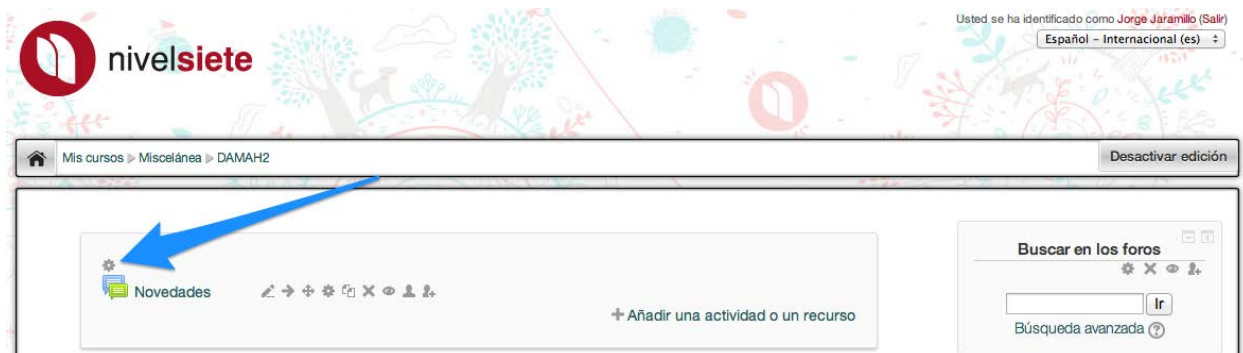 Usted se ha identificado como Jorge Jaramillo (Salir)
Español - Internacional (es)
nivelsiete
Mis cursos Miscelánea DAMAH2
Desactivar edición
Buscar en los foros
Novedades
Ir
Añadir una actividad o un recurso
Búsqueda avanzada ?